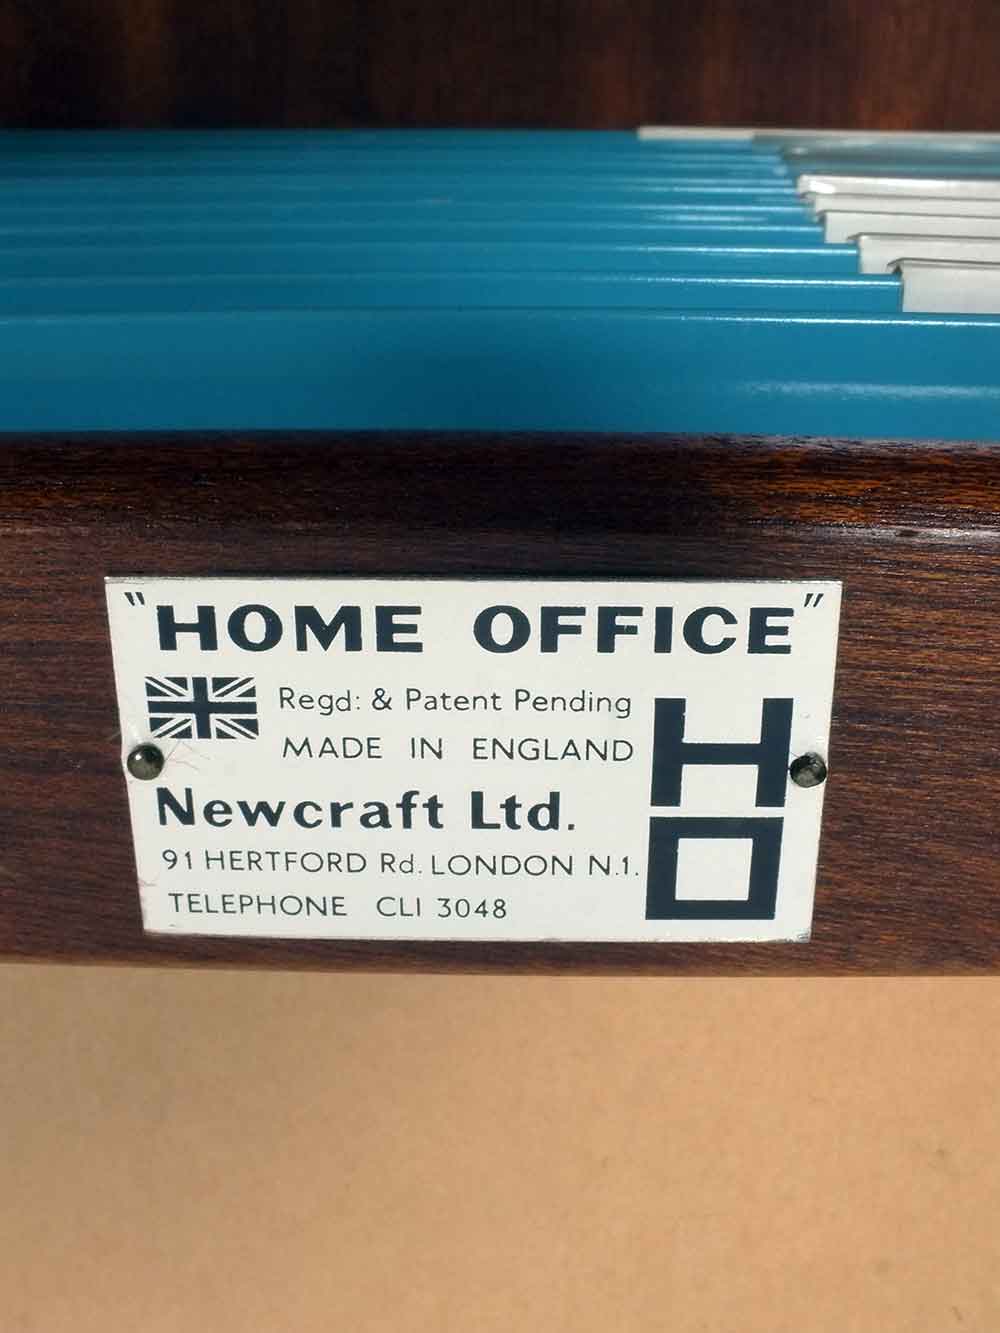 "HOME OFFICE"
Regd: & Patent Pending
MADE IN ENGLAND
HO
Newcraft Ltd.
91 HERTFORD Rd. LONDON N.1.
TELEPHONE CLI 3048